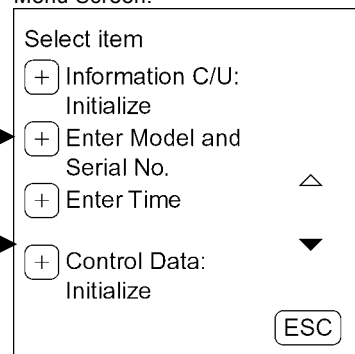 Menu Screen:
Select item
+ Information C/U:
Initialize
+ Enter Model and
Serial No.
+ Enter Time
+ Control Data:
Initialize
ESC